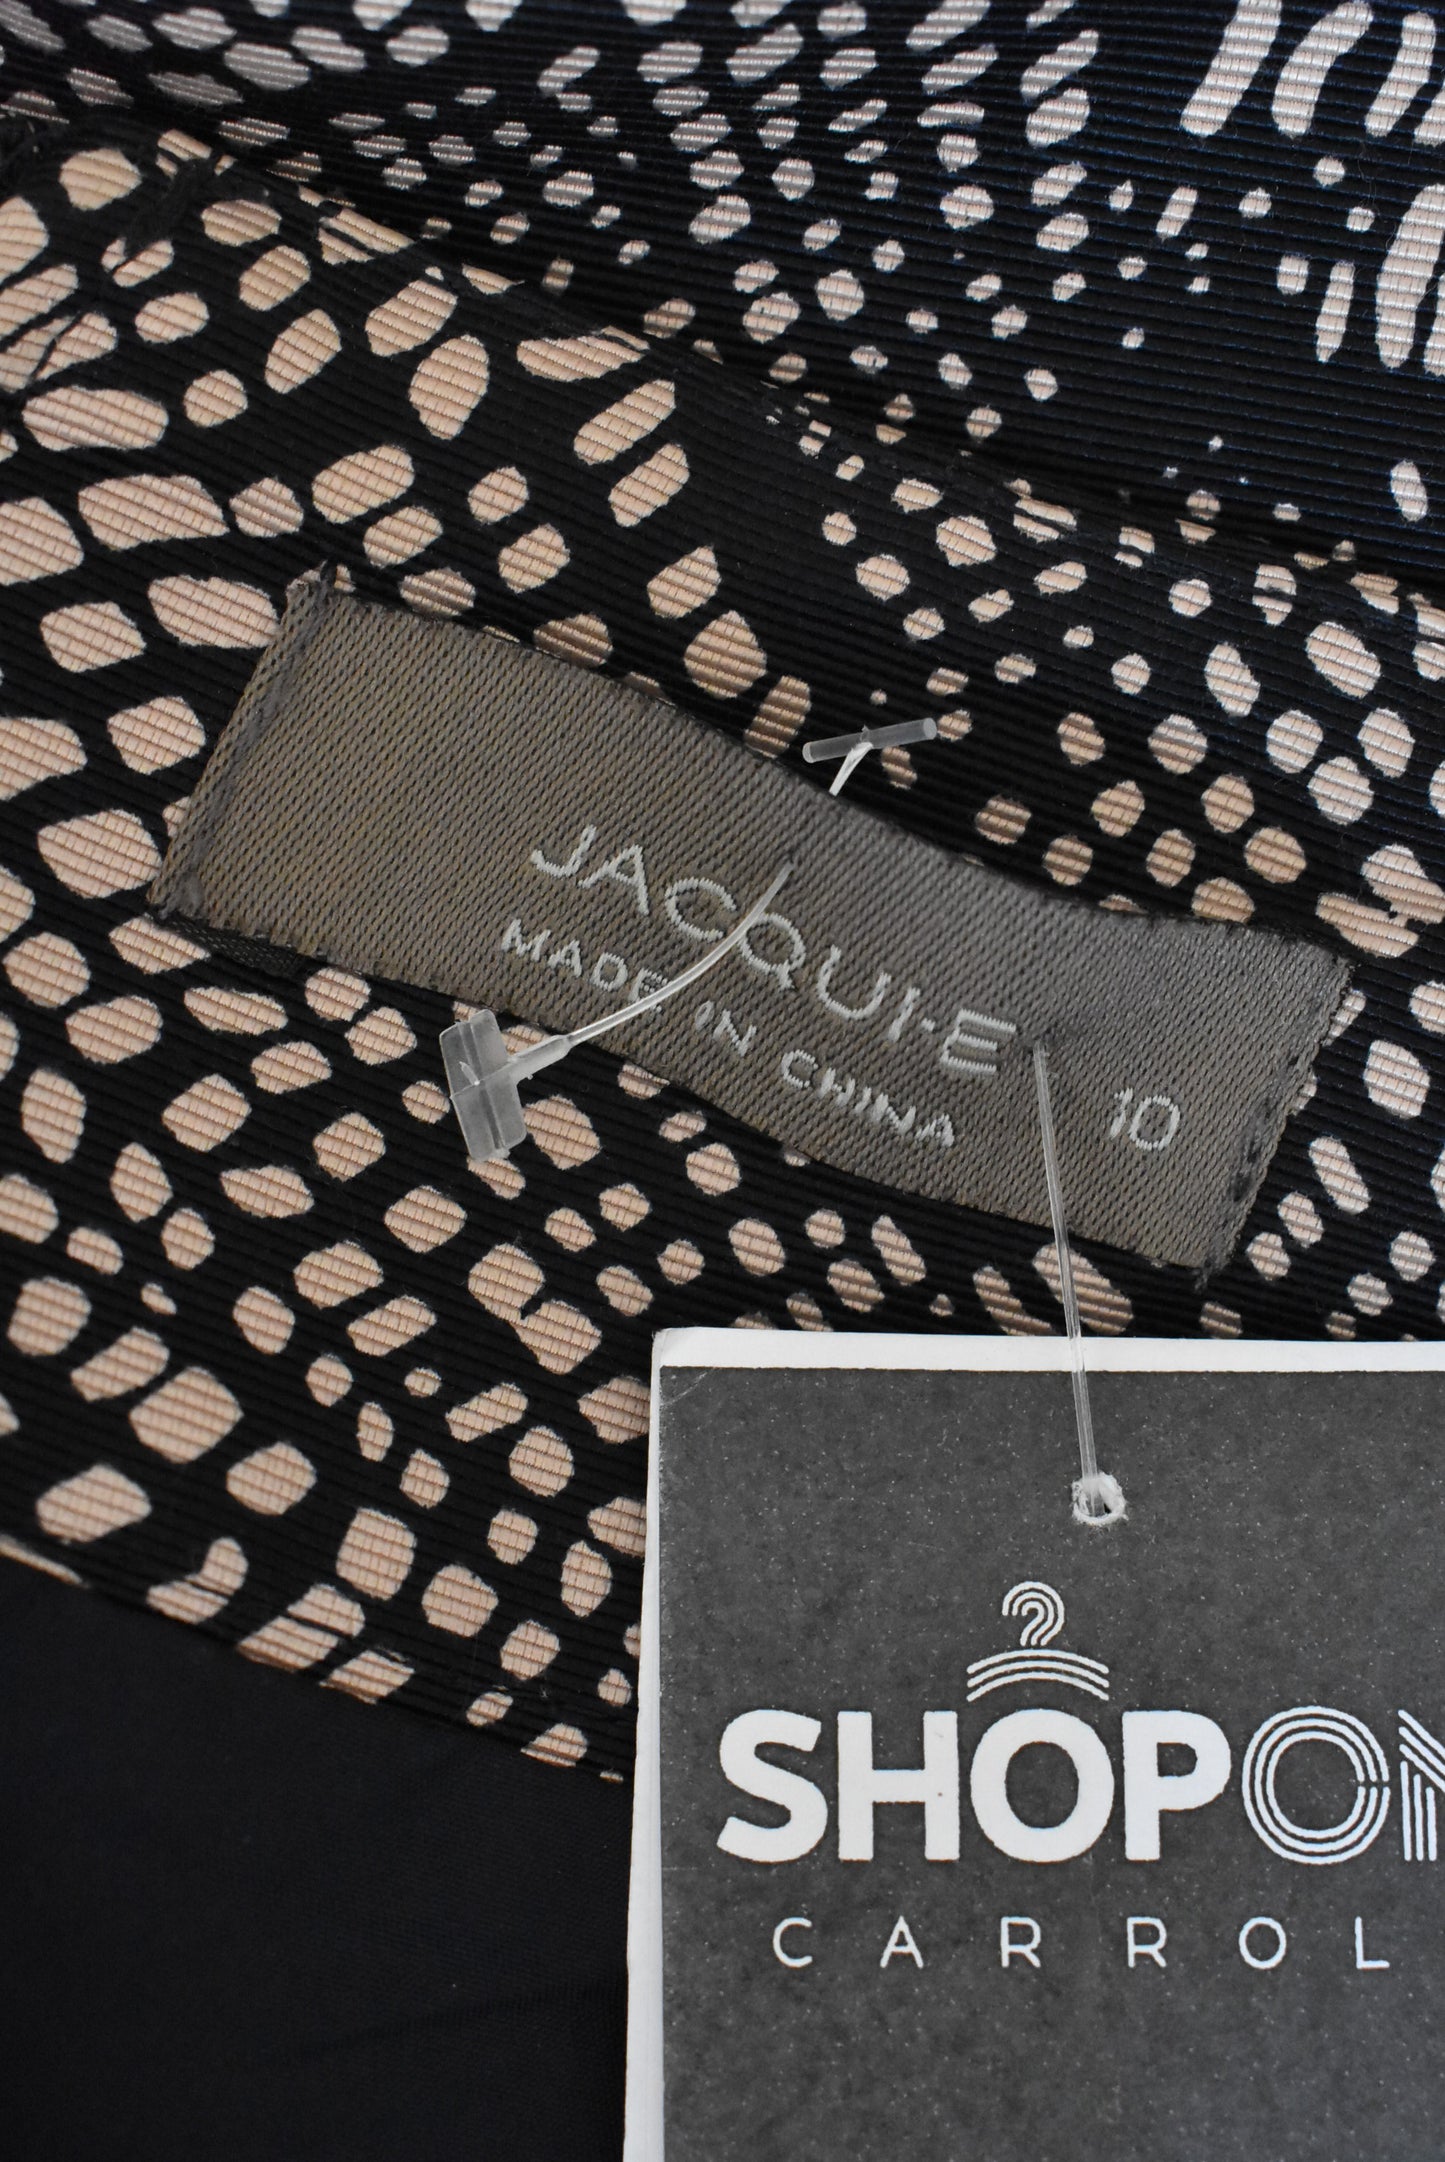 JACQUI·E
MADE IN CHINA
10
SHOPON
CARROL